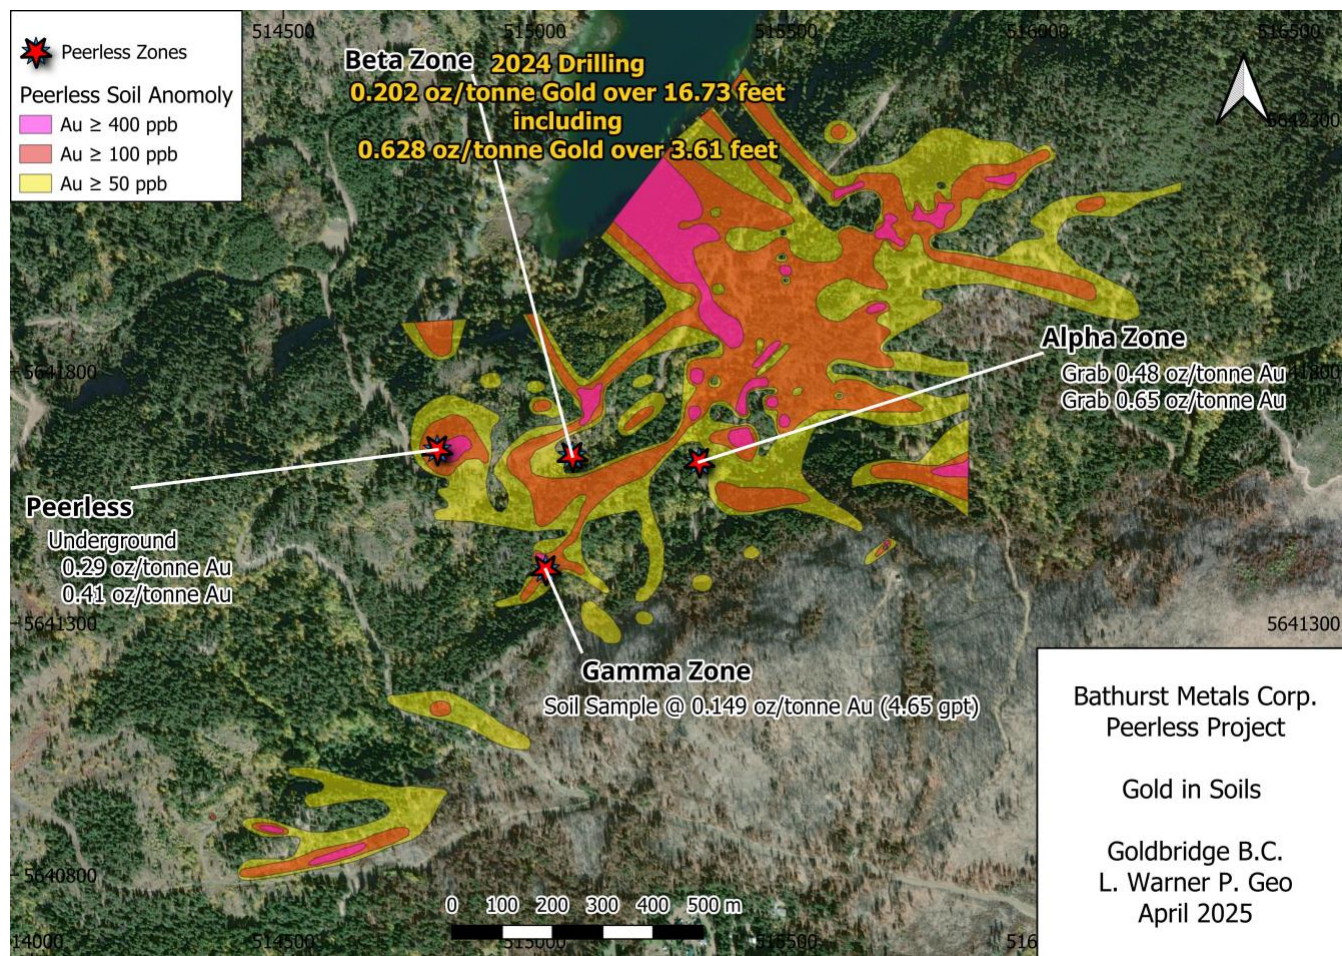 514500
515000
515500
516000
516500
Peerless Zones
Peerless Soil Anomoly
Au ≥ 400 ppb
Au ≥ 100 ppb
Au ≥ 50 ppb
Beta Zone
2024 Drilling
0.202 oz/tonne Gold over 16.73 feet
including
0.628 oz/tonne Gold over 3.61 feet
5642300
Alpha Zone
Grab 0.48 oz/tonne Au
Grab 0.65 oz/tonne Au
5641800
41800
Peerless
Underground
0.29 oz/tonne Au
0.41 oz/tonne Au
5641300
5641300
Gamma Zone
Soil Sample @ 0.149 oz/tonne Au (4.65 gpt)
Bathurst Metals Corp.
Peerless Project
Gold in Soils
Goldbridge B.C.
L. Warner P. Geo
April 2025
5640800
0 100 200 300 400 500 m
14000
514500
515000
515500
516